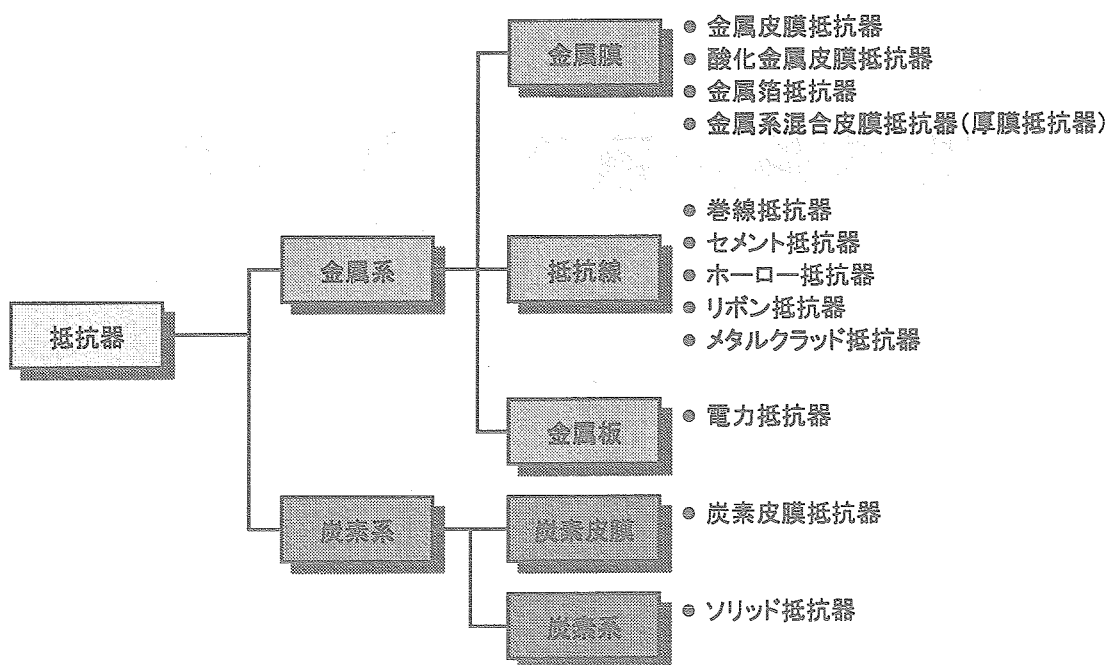 抵抗器
金属系
金属膜
● 金属皮膜抵抗器
● 酸化金属皮膜抵抗器
● 金属箔抵抗器
● 金属系混合皮膜抵抗器(厚膜抵抗器)
抵抗線
● 巻線抵抗器
● セメント抵抗器
● ホーロー抵抗器
● リボン抵抗器
● メタルクラッド抵抗器
金属板
● 電力抵抗器
炭素系
炭素皮膜
● 炭素皮膜抵抗器
炭素系
● ソリッド抵抗器